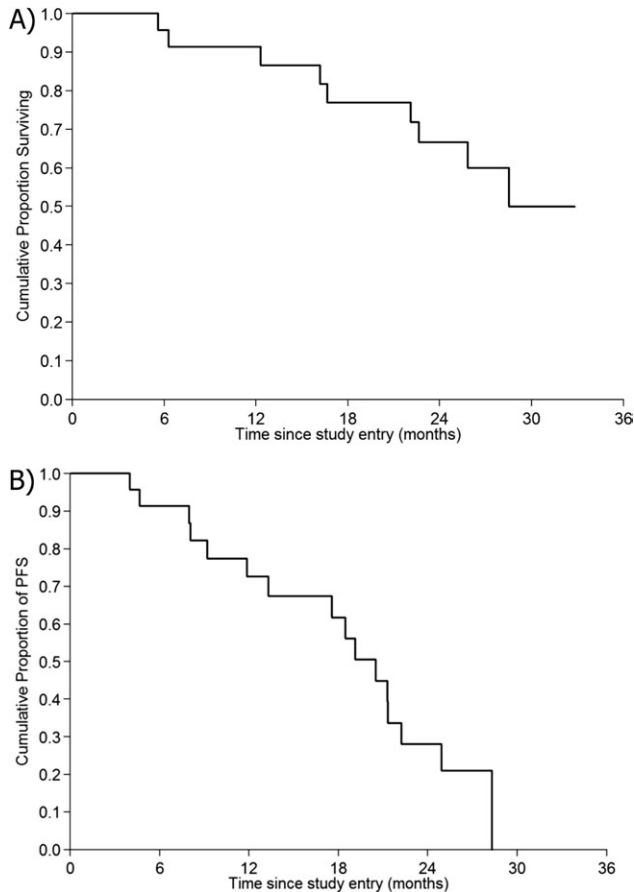 A)
Cumulative Proportion Surviving
1.0
0.9
0.8
0.7
0.6
0.5
0.4
0.3
0.2
0.1
0.0
0 6 12 18 24 30 36
Time since study entry (months)
B)
Cumulative Proportion of PFS
1.0
0.9
0.8
0.7
0.6
0.5
0.4
0.3
0.2
0.1
0.0
0 6 12 18 24 30 36
Time since study entry (months)